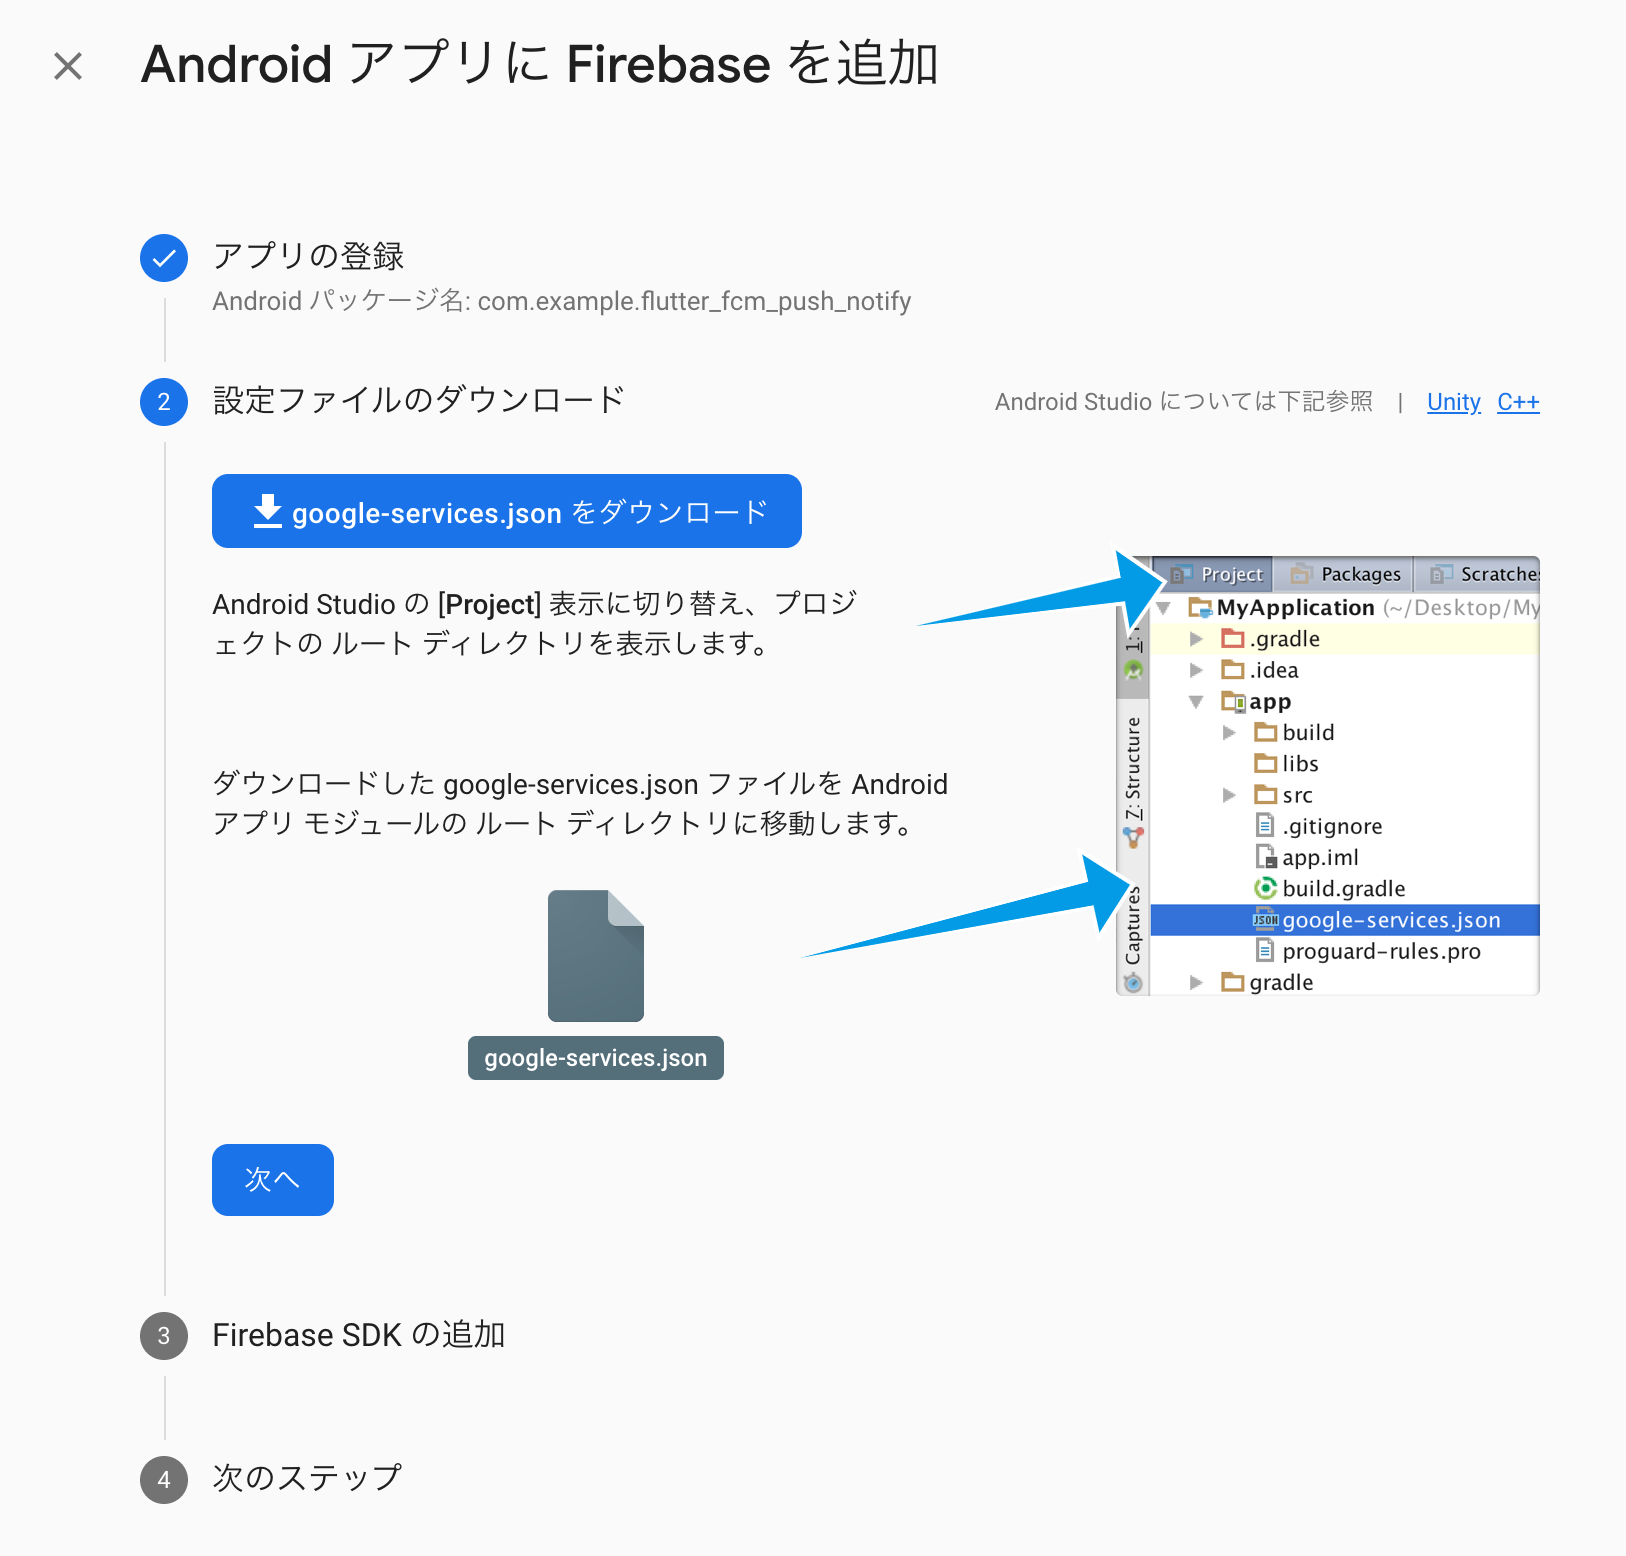 Android アプリに Firebase を追加
アプリの登録
Android パッケージ名: com.example.flutter_fcm_push_notify
2
設定ファイルのダウンロード
Android Studio については下記参照 | Unity C++
google-services.json をダウンロード
Android Studio の [Project] 表示に切り替え、プロジ
ェクトの ルート ディレクトリを表示します。
ダウンロードした google-services.json ファイルを Android
アプリ モジュールの ルート ディレクトリに移動します。
google-services.json
Project
Packages
Scratche
MyApplication (~/Desktop/My
.gradle
.idea
app
build
libs
src
.gitignore
app.iml
build.gradle
JSON google-services.json
proguard-rules.pro
gradle
1:
Z: Structure
Captures
次へ
3
Firebase SDK の追加
4
次のステップ